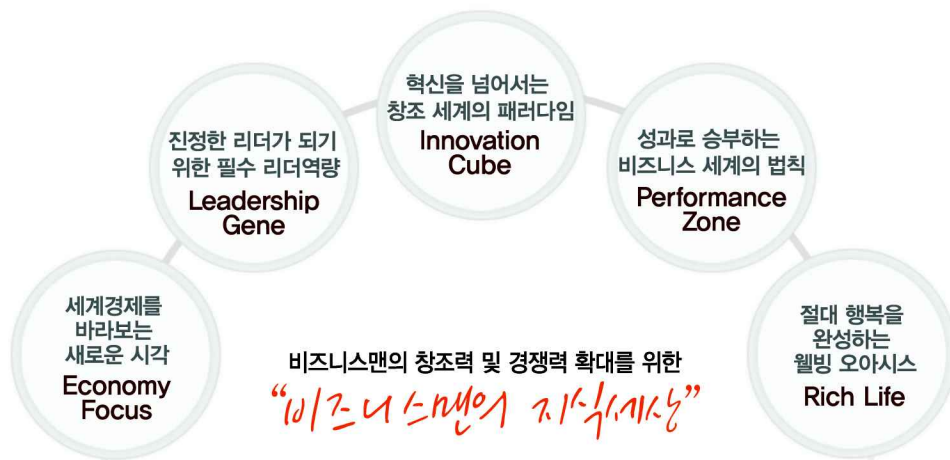 세계경제를
바라보는
새로운 시각
Economy
Focus
진정한 리더가 되기
위한 필수 리더역량
Leadership
Gene
혁신을 넘어서는
창조 세계의 패러다임
Innovation
Cube
성과로 승부하는
비즈니스 세계의 법칙
Performance
Zone
절대 행복을
완성하는
웰빙 오아시스
Rich Life
비즈니스맨의 창조력 및 경쟁력 확대를 위한
“비즈니스맨의 지식세상”